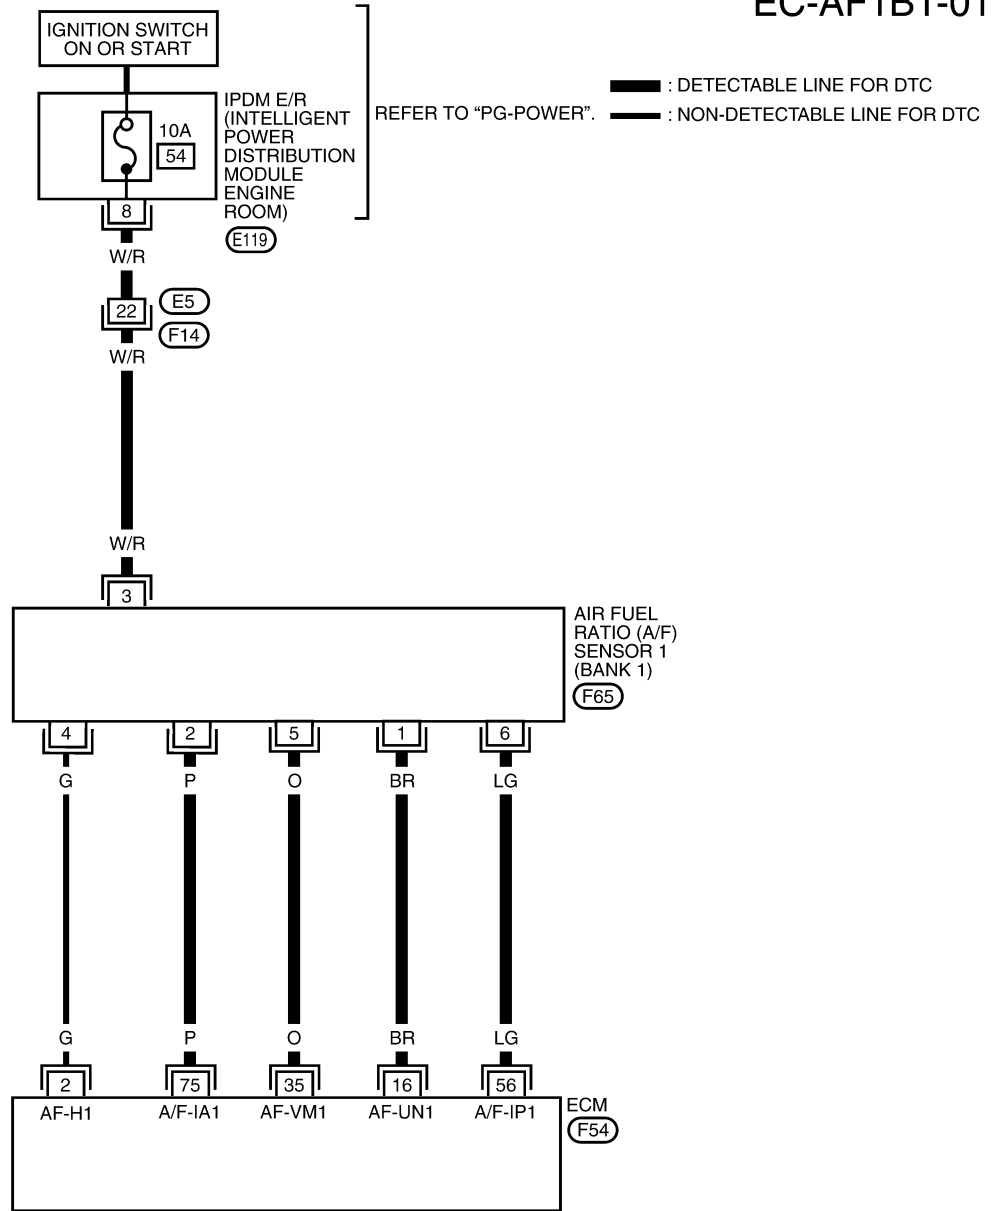 EC-AF1B1-01
IGNITION SWITCH
ON OR START
: DETECTABLE LINE FOR DTC
: NON-DETECTABLE LINE FOR DTC
REFER TO “PG-POWER”.
IPDM E/R
(INTELLIGENT
POWER
DISTRIBUTION
MODULE
ENGINE
ROOM)
E119
10A
54
8
W/R
22
E5
F14
W/R
W/R
3
AIR FUEL
RATIO (A/F)
SENSOR 1
(BANK 1)
F65
4 2 5 1 6
G P O BR LG
G P O BR LG
2 75 35 16 56
AF-H1 A/F-IA1 AF-VM1 AF-UN1 A/F-IP1
ECM
F54